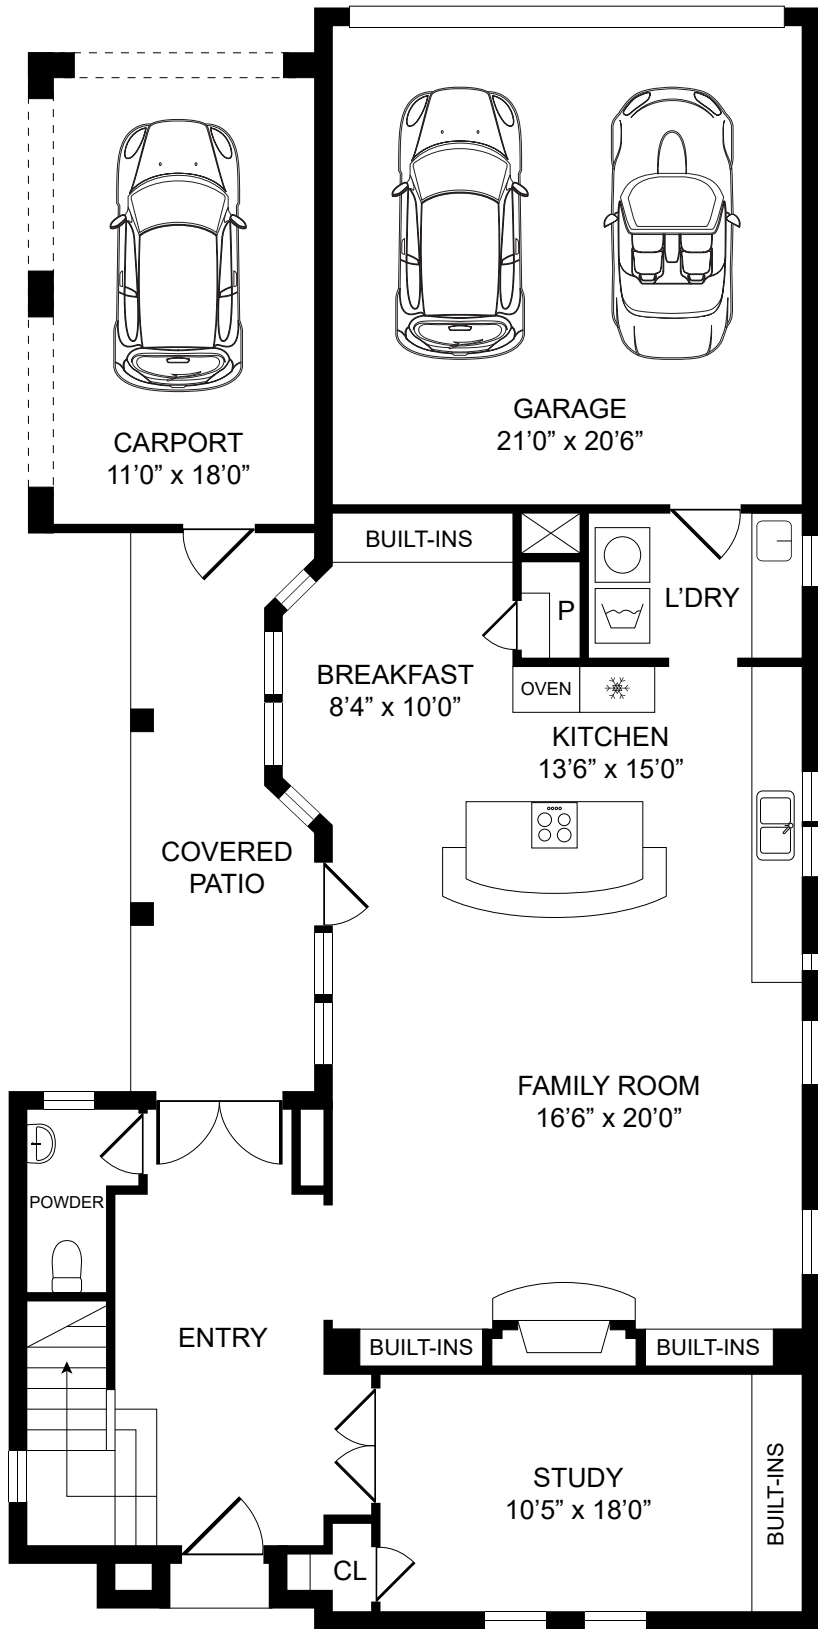 CARPORT
11’0” x 18’0”
GARAGE
21’0” x 20’6”
BUILT-INS
P
L’DRY
BREAKFAST
8’4” x 10’0”
OVEN
KITCHEN
13’6” x 15’0”
COVERED
PATIO
FAMILY ROOM
16’6” x 20’0”
POWDER
ENTRY
BUILT-INS
BUILT-INS
STUDY
10’5” x 18’0”
BUILT-INS
CL